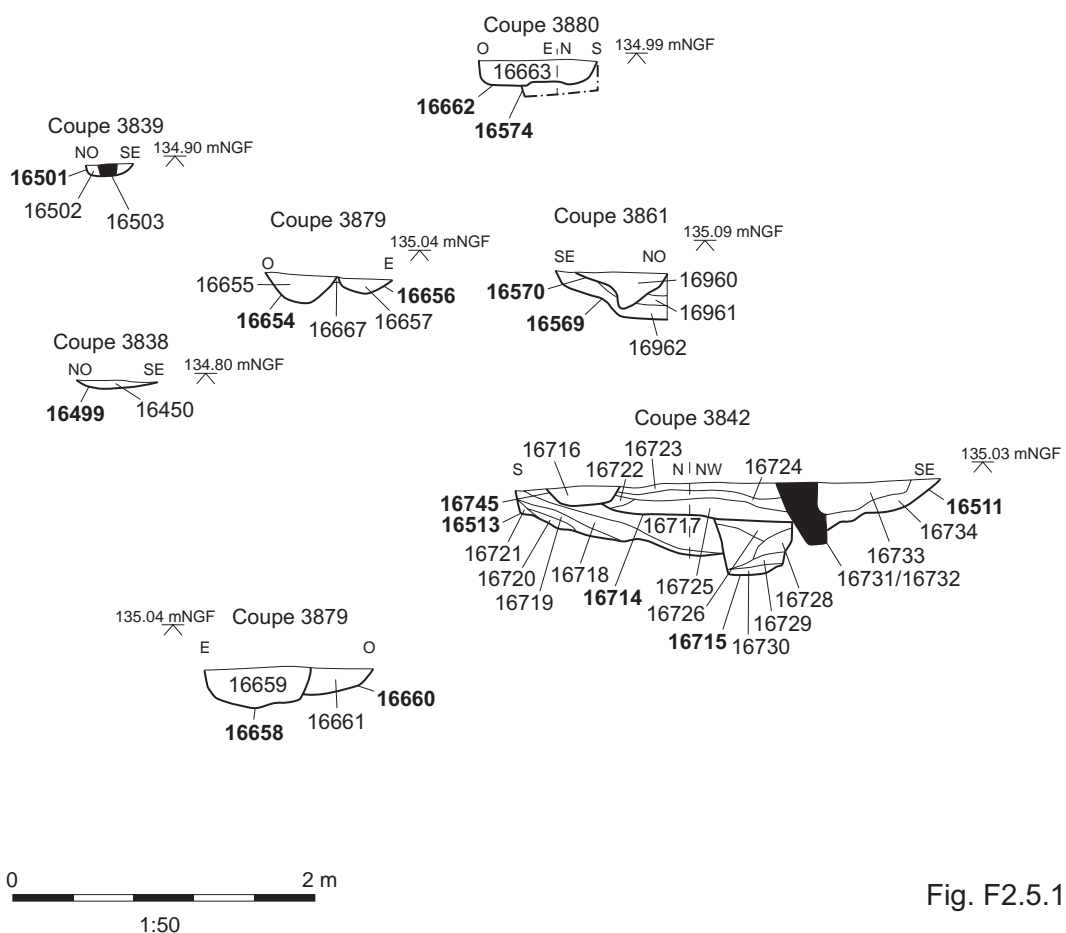 Coupe 3880
O E N S 134.99 mNGF
16663
16662
16574
Coupe 3839
NO SE 134.90 mNGF
16501
16502 16503
Coupe 3879
O E 135.04 mNGF
16655
16656
16654 16657
16667
Coupe 3861
SE NO 135.09 mNGF
16960
16570
16961
16569
16962
Coupe 3838
NO SE 134.80 mNGF
16499 16450
Coupe 3842
S N NW SE 135.03 mNGF
16716 16723
16722 16724
16745
16511
16513
16717
16721
16734
16733
16720 16718 16725
16731/16732
16719 16714 16728
16726
16729
16715 16730
135.04 mNGF Coupe 3879
E O
16659
16660
16661
16658
0 2 m
1:50
Fig. F2.5.1